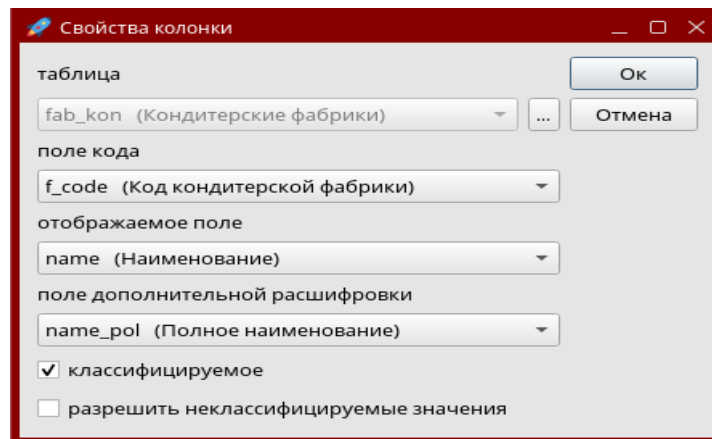 Свойства колонки
таблица
Ок
fab_kon (Кондитерские фабрики)
...
Отмена
поле кода
f_code (Код кондитерской фабрики)
отображаемое поле
name (Наименование)
поле дополнительной расшифровки
name_pol (Полное наименование)
классифицируемое
разрешить неклассифицируемые значения